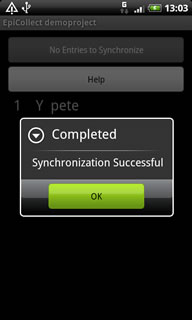 13:03
EpiCollect demoproject
No Entries to Synchronize
Help
1 Y pete
Completed
Synchronization Successful
OK